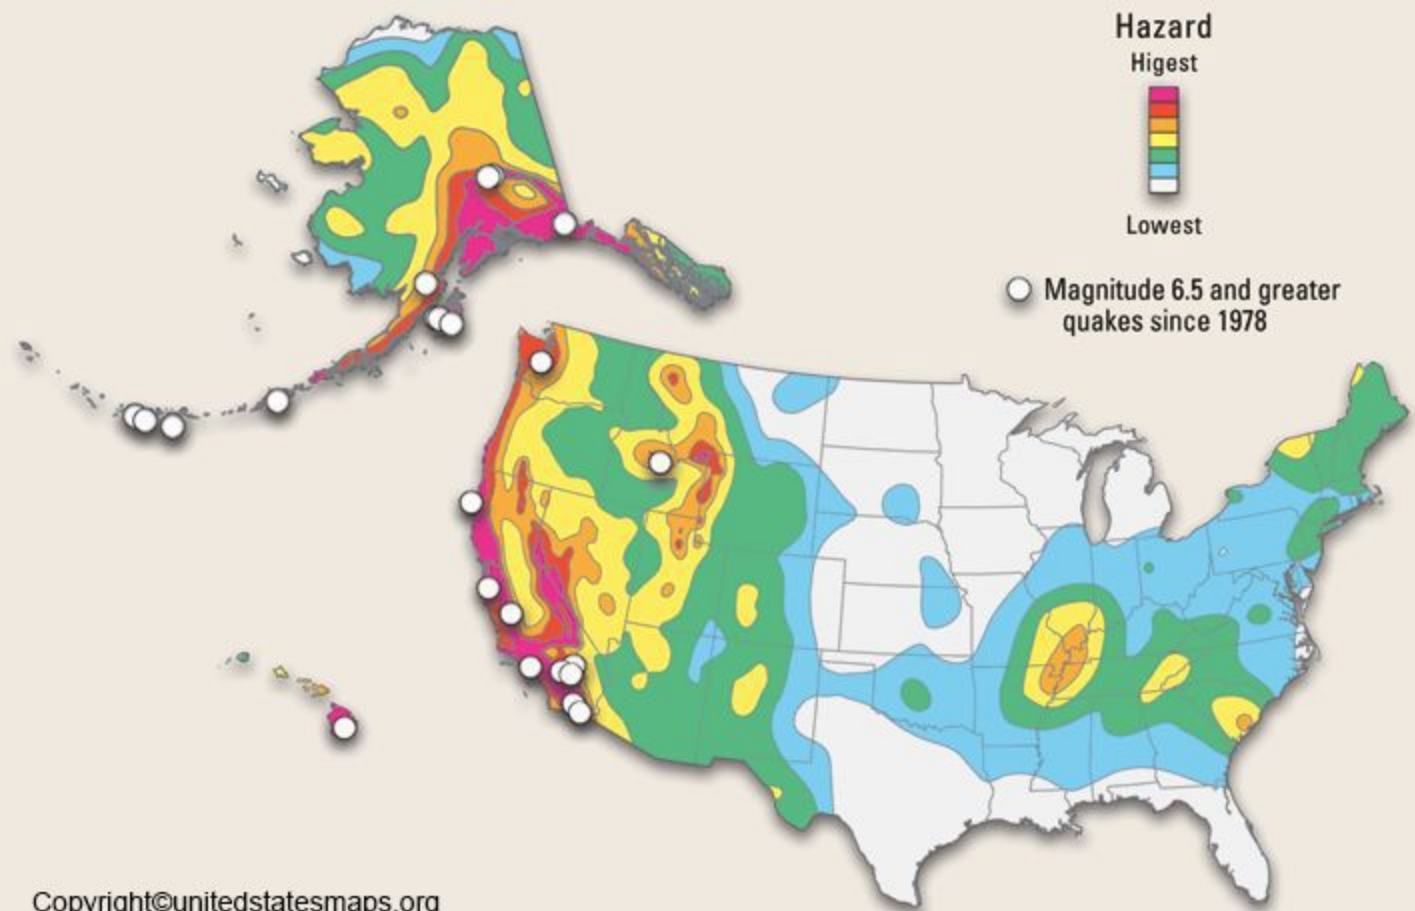 Hazard
Higest
Lowest
Magnitude 6.5 and greater
quakes since 1978
Copyright©unitedstatesmaps.org